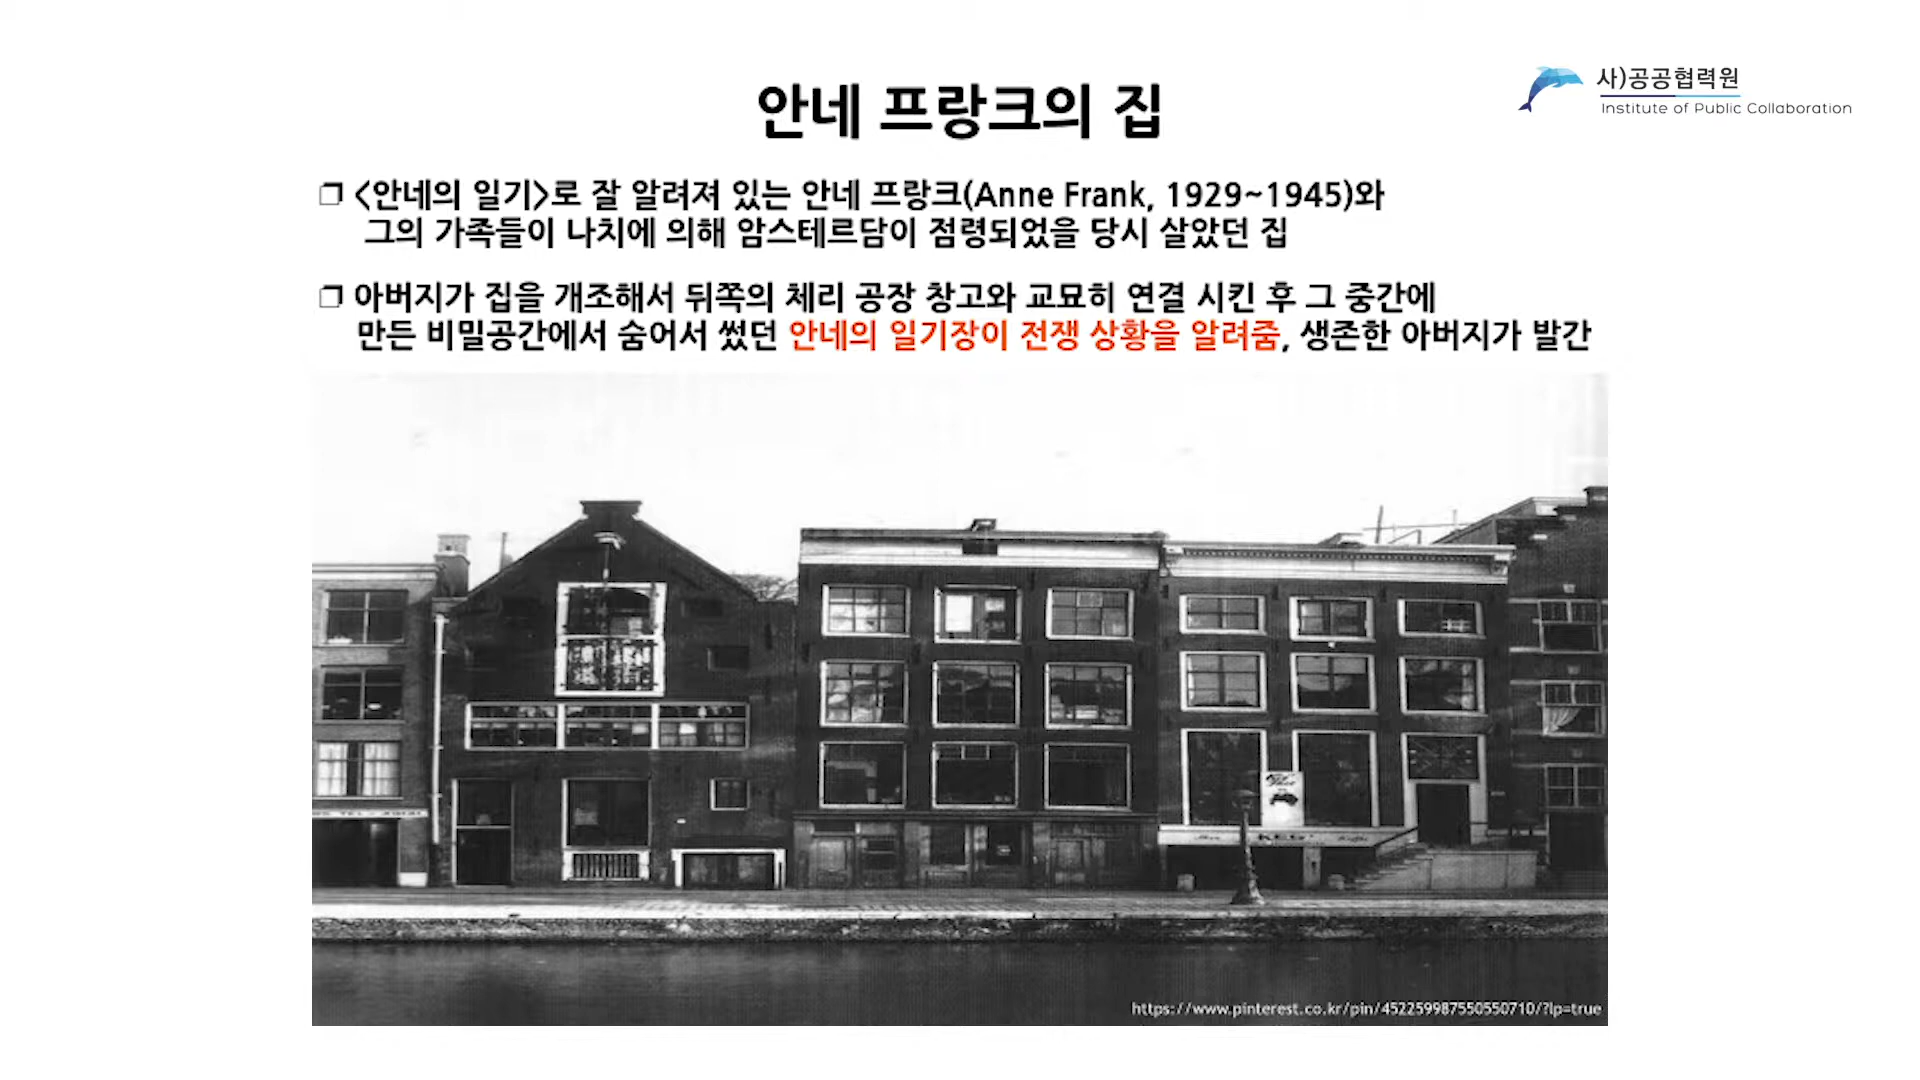 안네 프랑크의 집
사)공공협력원
Institute of Public Collaboration
❐ <안네의 일기>로 잘 알려져 있는 안네 프랑크(Anne Frank, 1929~1945)와
그의 가족들이 나치에 의해 암스테르담이 점령되었을 당시 살았던 집
❐ 아버지가 집을 개조해서 뒤쪽의 체리 공장 창고와 교묘히 연결 시킨 후 그 중간에
만든 비밀공간에서 숨어서 썼던 안네의 일기장이 전쟁 상황을 알려줌, 생존한 아버지가 발간
https://www.pinterest.co.kr/pin/452259987550550710/?lp=true